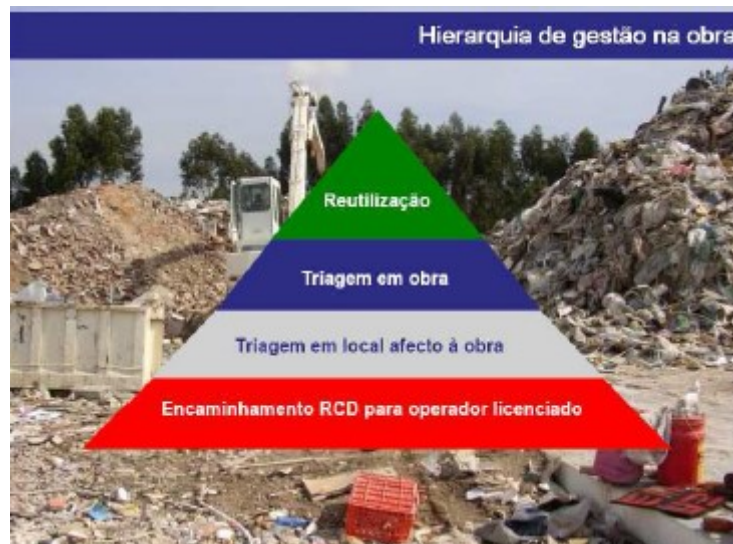 Hierarquia de gestão na obra
Reutilização
Triagem em obra
Triagem em local afecto à obra
Encaminhamento RCD para operador licenciado